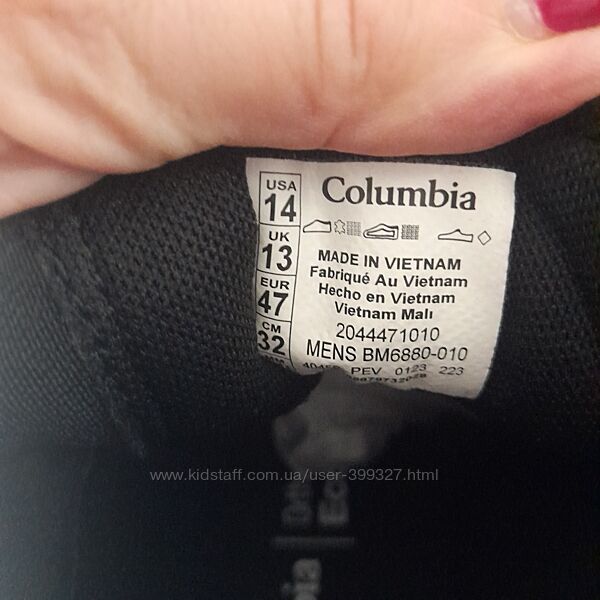 USA
14
UK
13
EUR
47
CM
32
Columbia
MADE IN VIETNAM
Fabriqué Au Vietnam
Hecho en Vietnam
Vietnam Malı
2044471010
MENS BM6880-010
PEV 0123 223
www.kidstaff.com.ua/user-399327.html